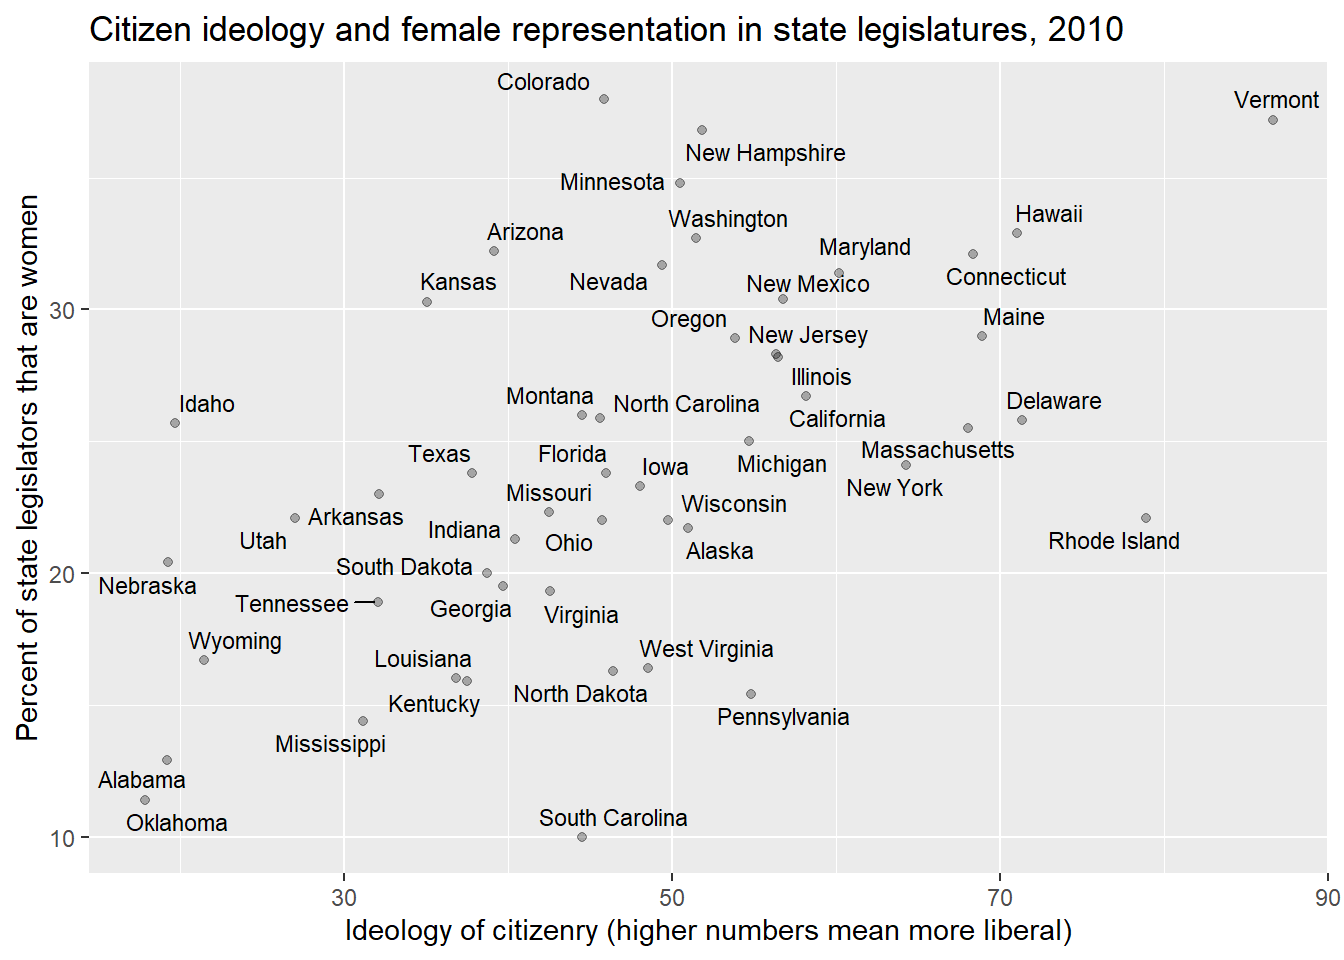 Citizen ideology and female representation in state legislatures, 2010
Colorado
Vermont
New Hampshire
Minnesota
Washington
Hawaii
Arizona
Maryland
Connecticut
Kansas
Nevada
New Mexico
Oregon
Maine
New Jersey
Illinois
Montana
North Carolina
Idaho
Delaware
California
Texas
Florida
Massachusetts
Iowa
Michigan
New York
Missouri
Wisconsin
Arkansas
Indiana
Utah
Ohio
Alaska
Rhode Island
South Dakota
Nebraska
Tennessee
Georgia
Virginia
Wyoming
West Virginia
Louisiana
North Dakota
Kentucky
Pennsylvania
Mississippi
Alabama
Oklahoma
South Carolina
30
20
10
Percent of state legislators that are women
30
50
70
90
Ideology of citizenry (higher numbers mean more liberal)